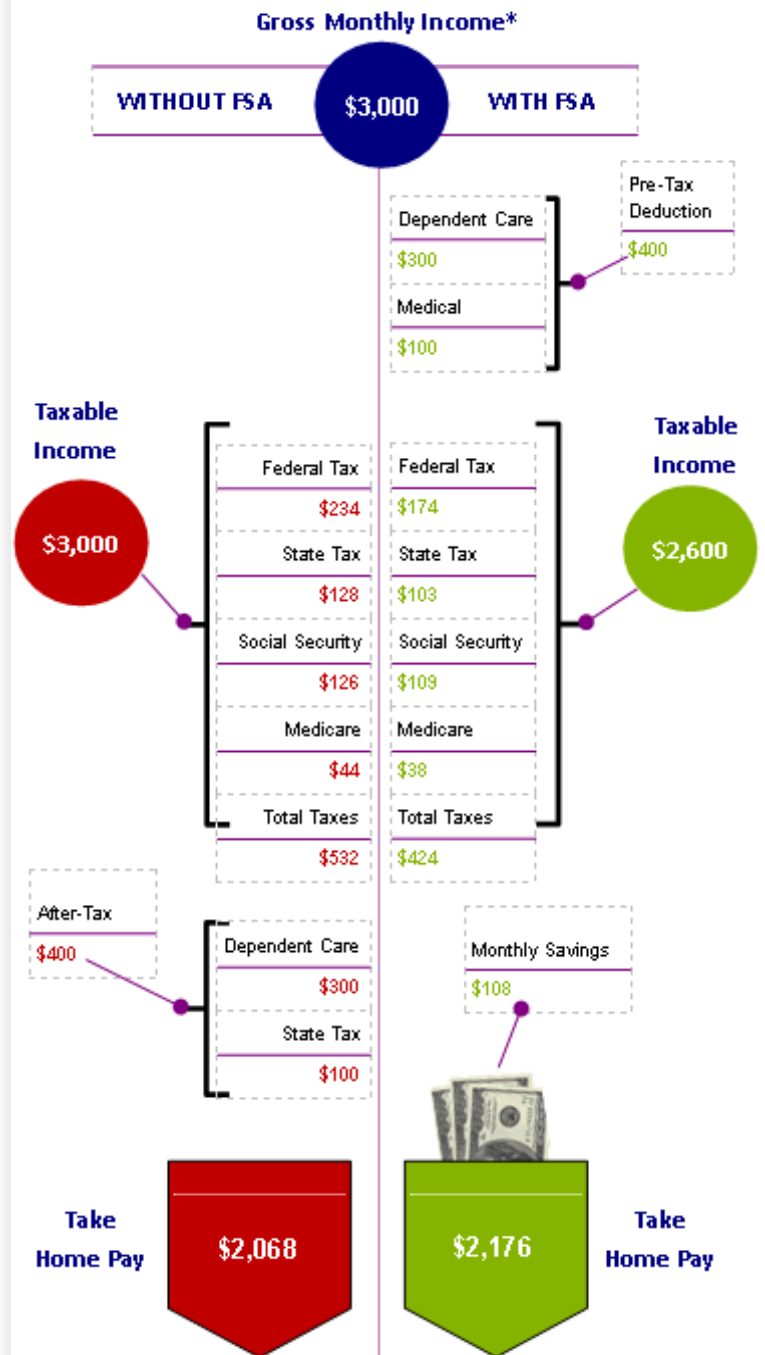 Gross Monthly Income*
WITHOUT FSA
$3,000
WITH FSA
Dependent Care
$300
Medical
$100
Pre-Tax
Deduction
$400
Taxable
Income
$3,000
Federal Tax
$234
State Tax
$128
Social Security
$126
Medicare
$44
Total Taxes
$532
Federal Tax
$174
State Tax
$103
Social Security
$109
Medicare
$38
Total Taxes
$424
Taxable
Income
$2,600
After-Tax
$400
Dependent Care
$300
State Tax
$100
Monthly Savings
$108
Take
Home Pay
$2,068
$2,176
Take
Home Pay